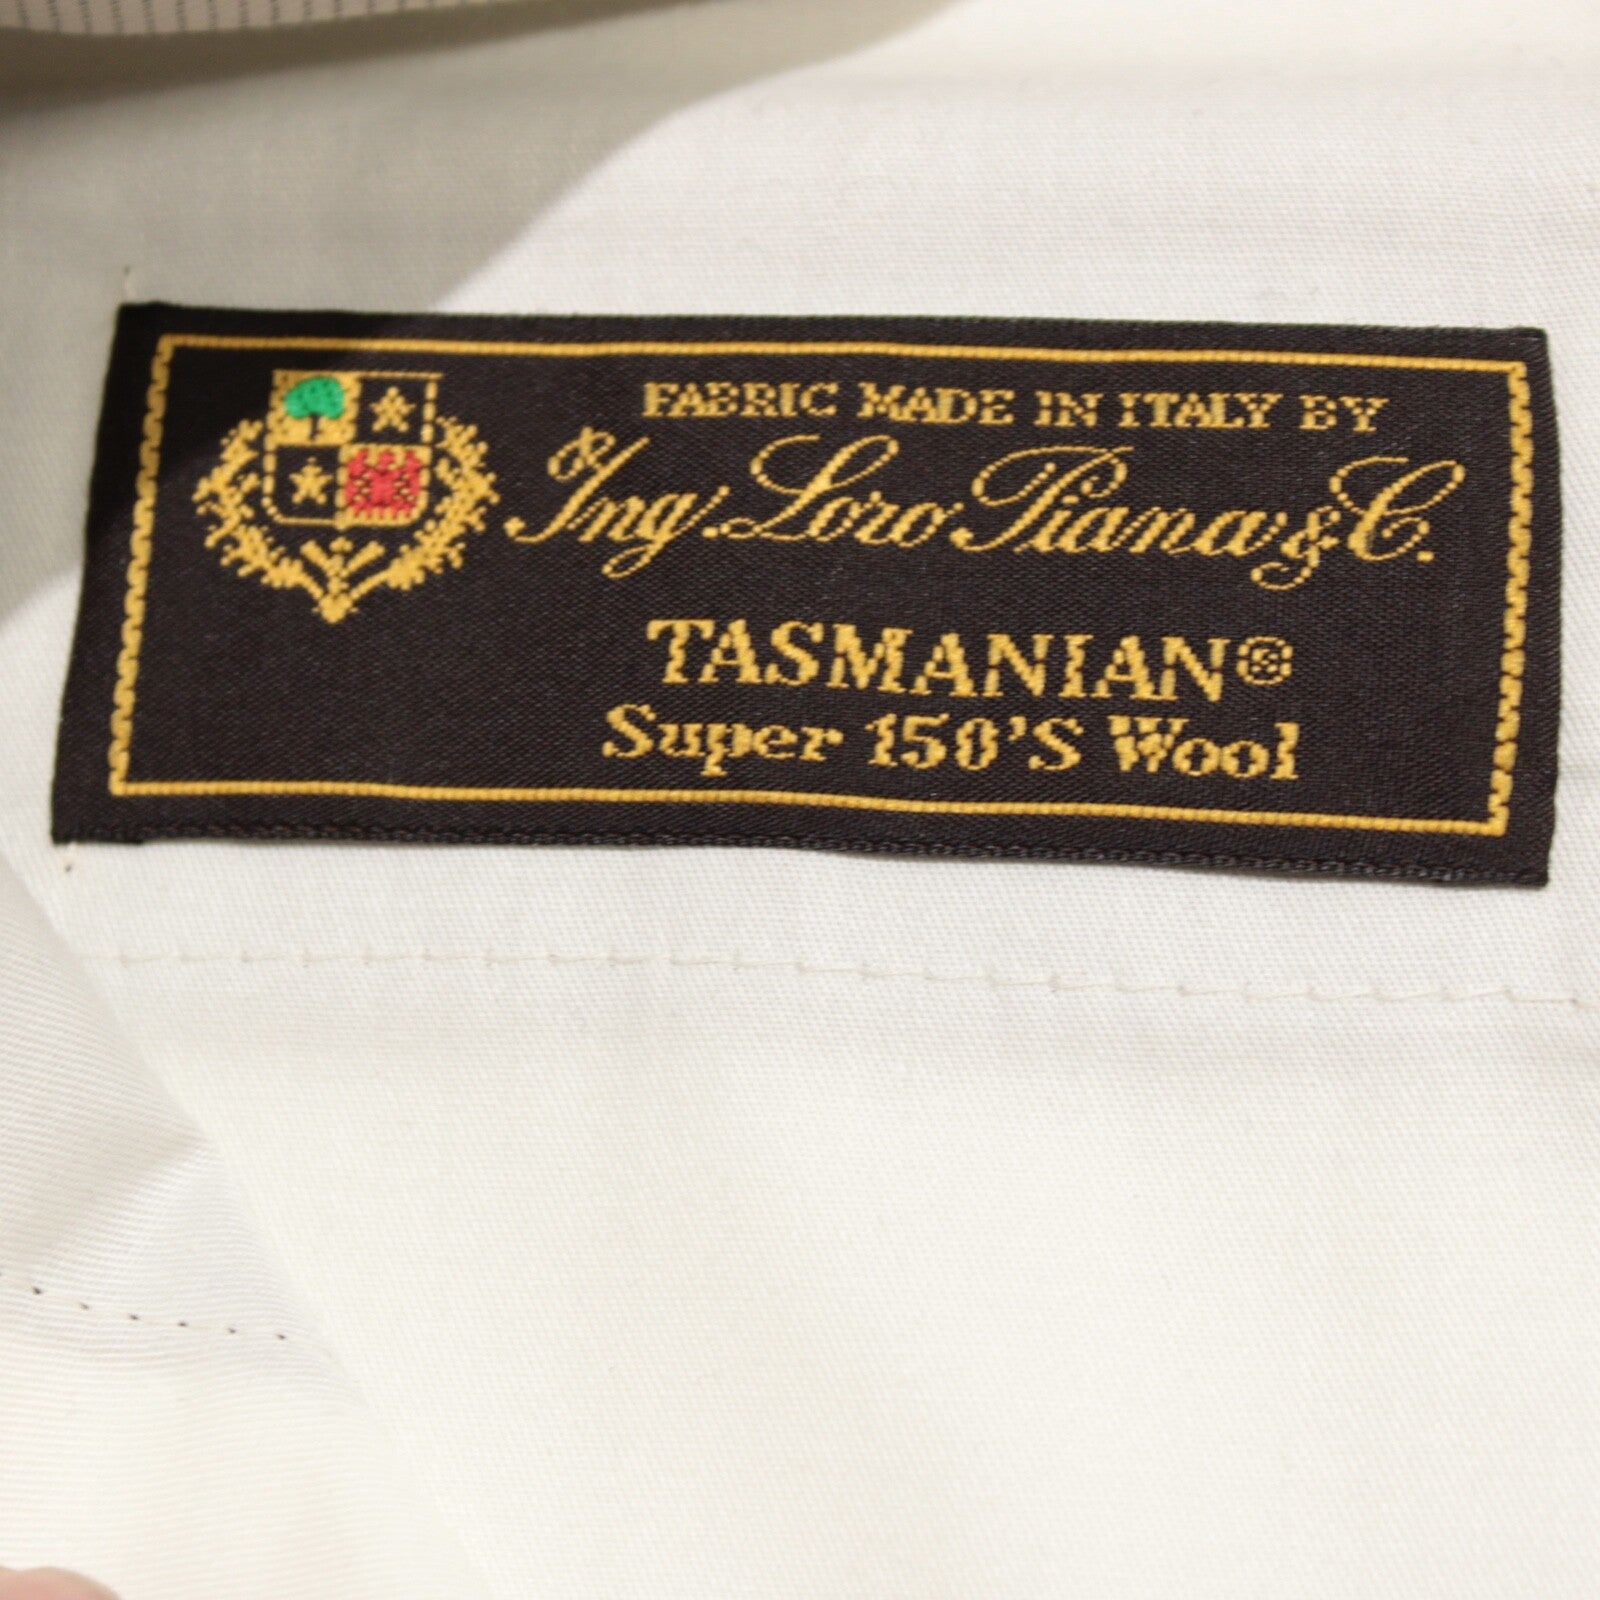 FABRIC MADE IN ITALY BY
Ing. Loro Piana & C.
TASMANIAN®
Super 150'S Wool